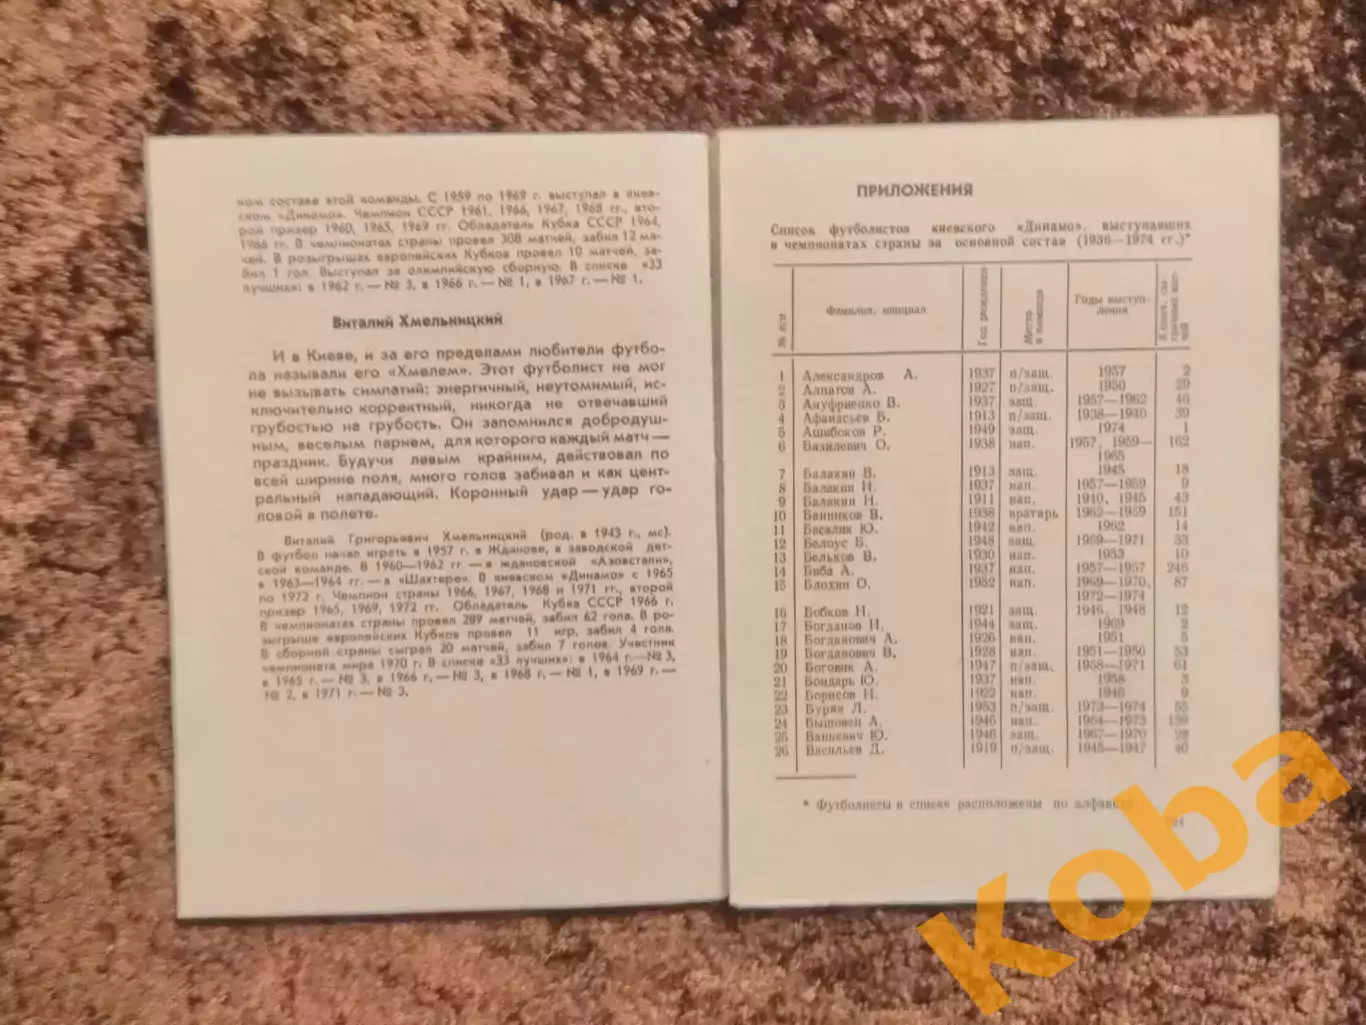 ном составе этой команды. С 1959 по 1969 г. выступал в киев-
ском «Динамо». Чемпион СССР 1961, 1966, 1967, 1968 гг., вто-
рой призер 1960, 1965, 1969 гг. Обладатель Кубка СССР 1964,
1966 гг. В чемпионатах страны провел 308 матчей, забил 12 мя-
чей. В розыгрышах европейских Кубков провел 10 матчей, за-
бил 1 гол. Выступал за олимпийскую сборную. В списке «33
лучших»: в 1962 г. — № 3, в 1966 г. — № 1, в 1967 г. — № 1.
Виталий Хмельницкий
И в Киеве, и за его пределами любители футбо-
ла называли его «Хмелем». Этот футболист не мог
не вызывать симпатий: энергичный, неутомимый, ис-
ключительно корректный, никогда не отвечавший
грубостью на грубость. Он запомнился добродуш-
ным, веселым парнем, для которого каждый матч —
праздник. Будучи левым крайним, действовал по
всей ширине поля, много голов забивал и как цент-
ральный нападающий. Коронный удар — удар го-
ловой в полете.
Виталий Григорьевич Хмельницкий (род. в 1943 г., мс).
В футбол начал играть в 1957 г. в Жданове, в заводской дет-
ской команде. В 1960—1962 гг. — в ждановской «Азовстали»,
в 1963—1964 гг. — в «Шахтере». В киевском «Динамо» с 1965
по 1972 г. Чемпион страны 1966, 1967, 1968 и 1971 гг., второй
призер 1965, 1969, 1972 гг. Обладатель Кубка СССР 1966 г.
В чемпионатах страны провел 289 матчей, забил 62 гола. В ро-
зыгрыше европейских Кубков провел 11 игр, забил 4 гола.
В сборной страны сыграл 20 матчей, забил 7 голов. Участник
чемпионата мира 1970 г. В списке «33 лучших»: в 1964 г. — № 3,
в 1965 г. — № 3, в 1966 г. — № 3, в 1968 г. — № 1, в 1969 г. —
№ 2, в 1971 г. — № 3.
ПРИЛОЖЕНИЯ
Список футболистов киевского «Динамо», выступавших
в чемпионатах страны за основной состав (1936—1974 гг.)*
№ п/п Фамилия, инициал Год рождения Место в команде Годы выступ-
ления
1 Александров А. 1937 п/защ. 1957 2
2 Алпатов А. 1927 п/защ. 1950 20
3 Ануфриенко В. 1937 защ. 1957—1962 46
4 Афанасьев Б. 1913 п/защ. 1938—1940 39
5 Ашибоков Р. 1949 защ. 1974 1
6 Базилевич О. 1938 нап. 1957, 1959— 162
1965
7 Балакин В. 1913 защ. 1945 18
8 Балакин Н. 1937 нап. 1957—1959 9
9 Балакин Н. 1911 нап. 1940, 1945 43
10 Банников В. 1938 вратарь 1962—1959 151
11 Басалик Ю. 1942 нап. 1962 14
12 Белоус Б. 1948 защ. 1969—1971 33
13 Бельков В. 1930 нап. 1953 10
14 Биба А. 1937 нап. 1957—1957 246
15 Блохин О. 1952 нап. 1969—1970, 87
1972—1974
16 Бобков Н. 1921 защ. 1946, 1948 12
17 Богданов Н. 1944 защ. 1969 2
18 Богданович А. 1926 нап. 1951 5
19 Богданович В. 1928 нап. 1951—1956 53
20 Боговик А. 1947 п/защ. 1968—1971 61
21 Бондарь Ю. 1937 нап. 1958 3
22 Борисов Н. 1922 нап. 1946 9
23 Буряк Л. 1953 п/защ. 1973—1974 55
24 Бышовец А. 1946 нап. 1964—1973 139
25 Ванкевич Ю. 1946 защ. 1967—1970 28
26 Васильев Д. 1919 п/защ. 1945—1947 40
* Футболисты в списке расположены по алфавиту.
Koba